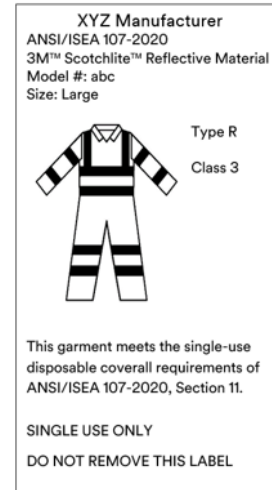 XYZ Manufacturer
ANSI/ISEA 107-2020
3M™ Scotchlite™ Reflective Material
Model #: abc
Size: Large
Type R
Class 3
This garment meets the single-use
disposable coverall requirements of
ANSI/ISEA 107-2020, Section 11.
SINGLE USE ONLY
DO NOT REMOVE THIS LABEL